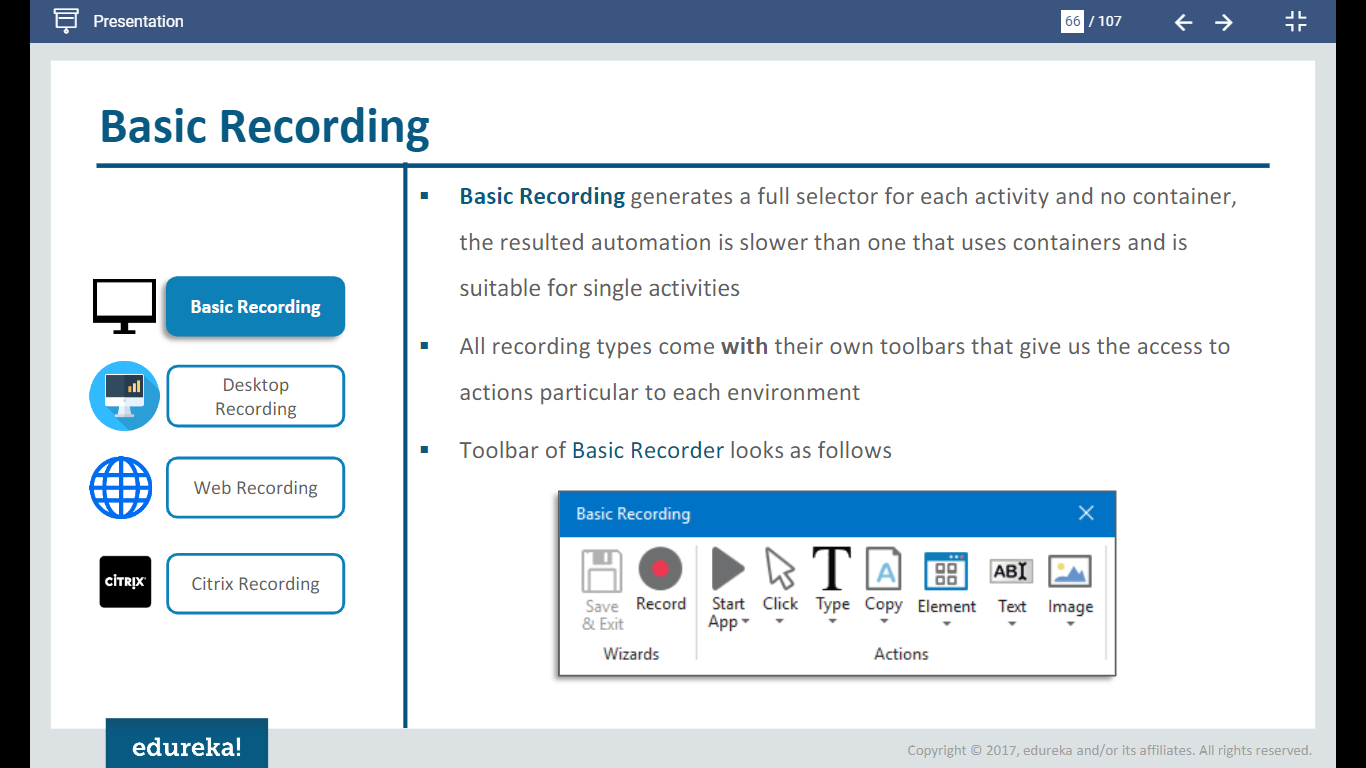 Presentation
66 / 107
Basic Recording
Basic Recording
Desktop
Recording
Web Recording
CiTRIX
Citrix Recording
▪ Basic Recording generates a full selector for each activity and no container,
the resulted automation is slower than one that uses containers and is
suitable for single activities
▪ All recording types come with their own toolbars that give us the access to
actions particular to each environment
▪ Toolbar of Basic Recorder looks as follows
Basic Recording
Save
& Exit
Record
Wizards
Start
App
Click
Type
Copy
Element
ABI
Text
Image
Actions
edureka!
Copyright © 2017, edureka and/or its affiliates. All rights reserved.